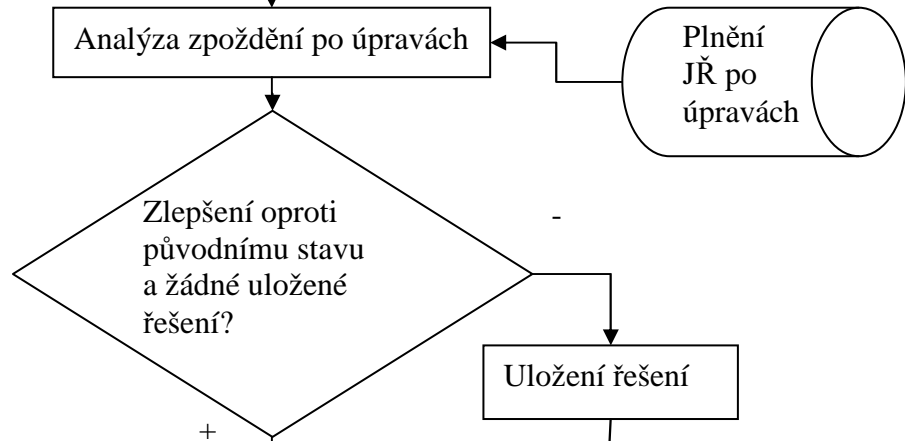 Analýza zpoždění po úpravách
Plnění
JŘ po
úpravách
Zlepšení oproti
původnímu stavu
a žádné uložené
řešení?
-
Uložení řešení
+